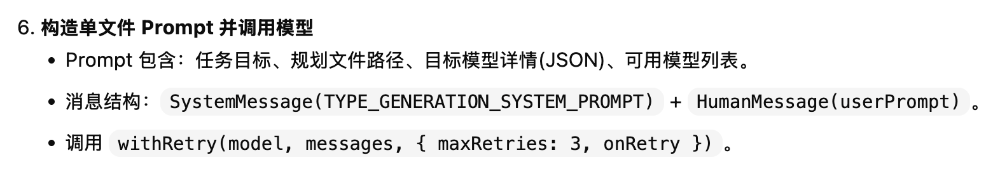 6. 构造单文件 Prompt 并调用模型
• Prompt 包含：任务目标、规划文件路径、目标模型详情(JSON)、可用模型列表。
• 消息结构： SystemMessage(TYPE_GENERATION_SYSTEM_PROMPT) + HumanMessage(userPrompt) 。
• 调用 withRetry(model, messages, { maxRetries: 3, onRetry }) 。